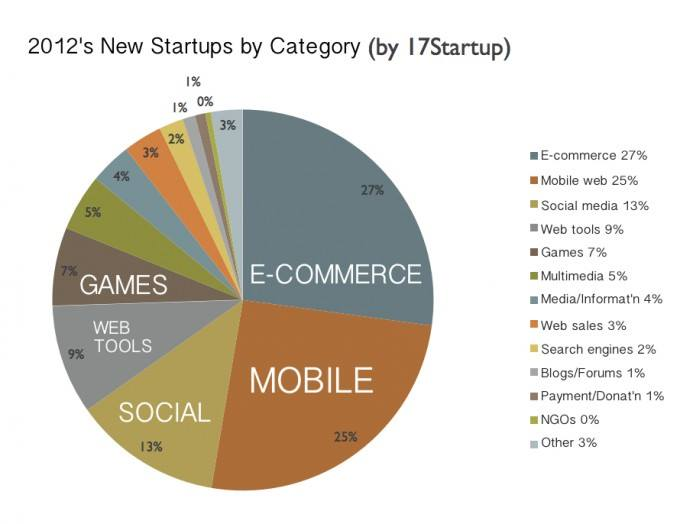 2012's New Startups by Category (by 17Startup)
1%
1% 0%
2% 3%
3%
4%
5%
27%
7%
GAMES
E-COMMERCE
WEB
TOOLS
9%
MOBILE
SOCIAL
13%
25%
E-commerce 27%
Mobile web 25%
Social media 13%
Web tools 9%
Games 7%
Multimedia 5%
Media/Informat'n 4%
Web sales 3%
Search engines 2%
Blogs/Forums 1%
Payment/Donat'n 1%
NGOs 0%
Other 3%